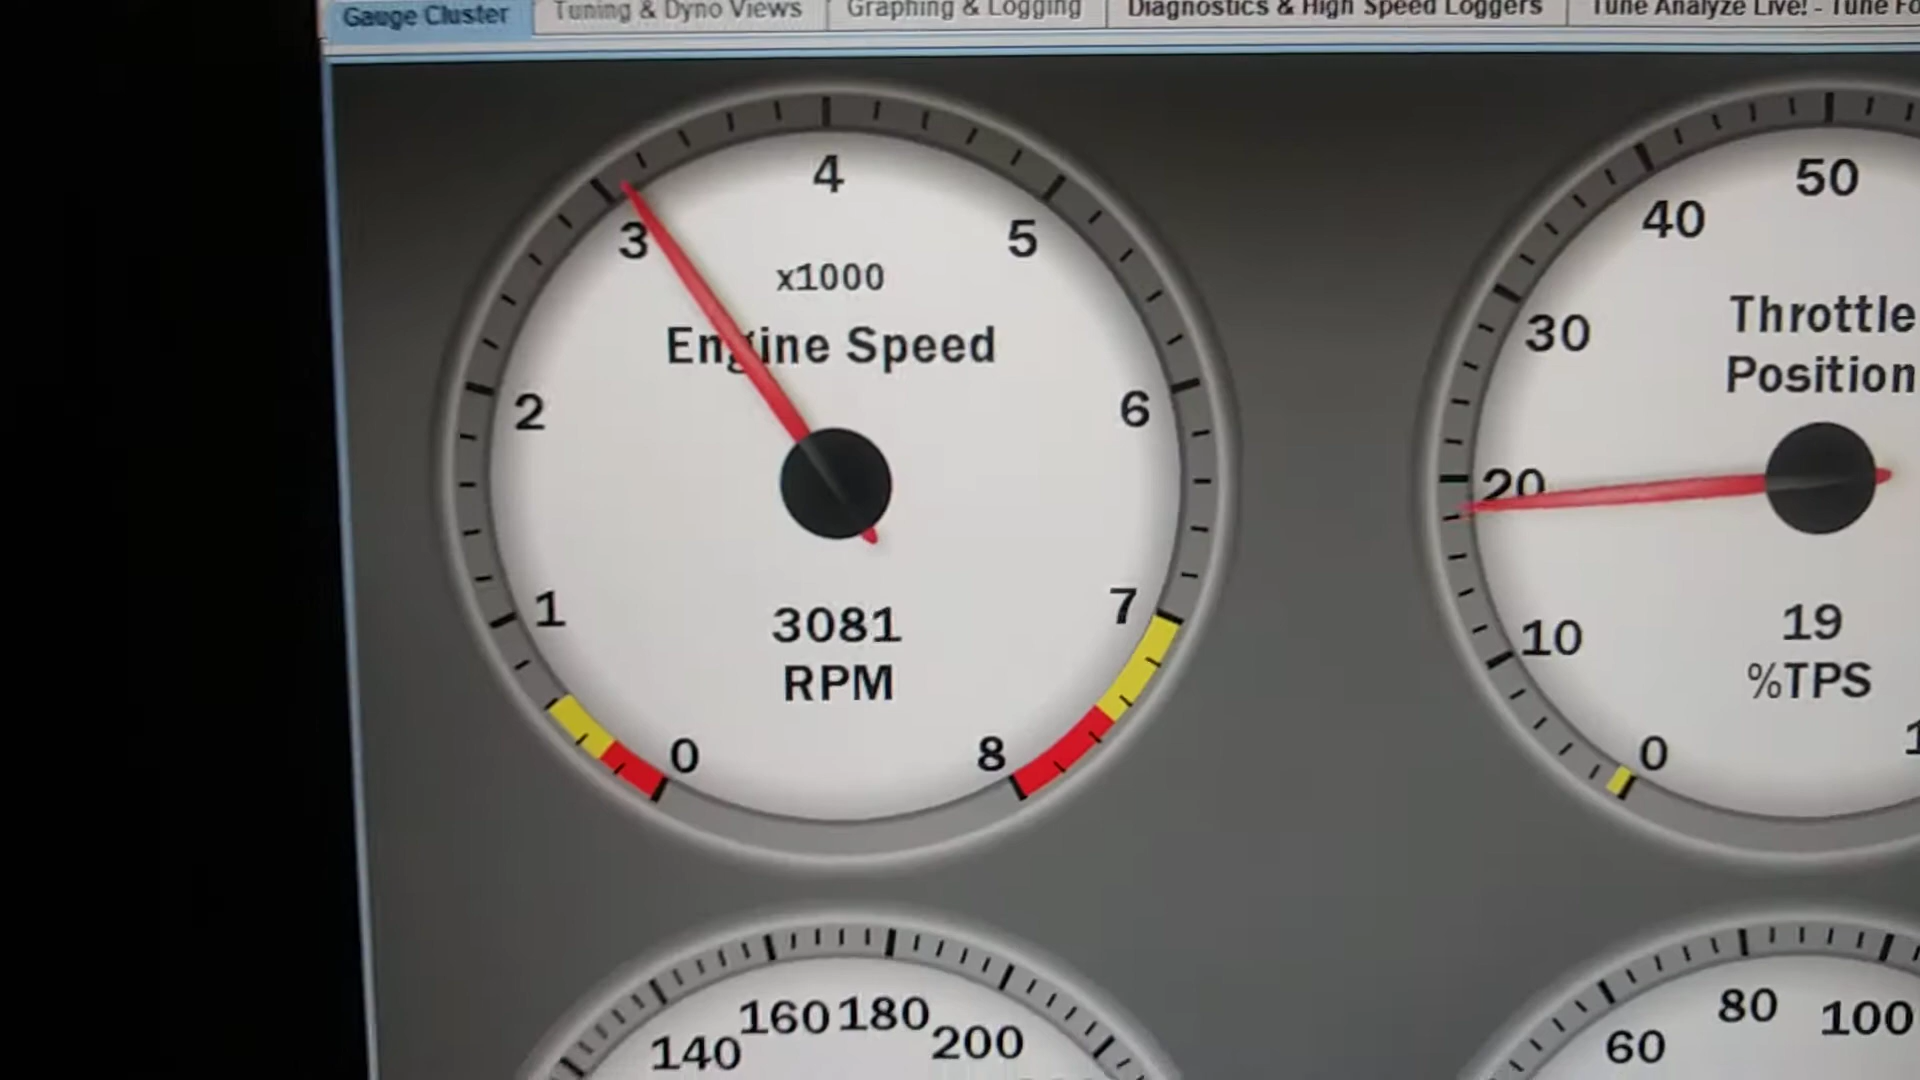 Gauge Cluster
Tuning & Dyno Views
Graphing & Logging
Diagnostics & High Speed Loggers
Tune Analyze Live! - Tune
4
3
5
x1000
Engine Speed
2
6
1
7
3081
RPM
0
8
50
40
30
Throttle
Position
20
10
19
%TPS
0
160
180
140
200
80
100
60